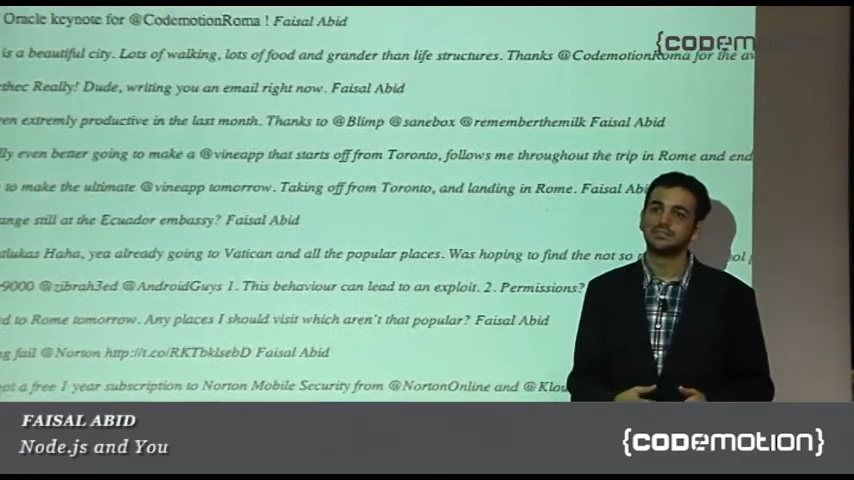 Oracle keynote for @CodemotionRoma ! Faisal Abid
{CODEMOTION
is a beautiful city. Lots of walking, lots of food and grander than life structures. Thanks @CodemotionRoma for the
Really! Dude, writing you an email right now. Faisal Abid
extremly productive in the last month. Thanks to @Blimp @sanebox @rememberthemilk Faisal Abid
even better going to make a @vineapp that starts off from Toronto, follows me throughout the trip in Rome and end
to make the ultimate @vineapp tomorrow. Taking off from Toronto, and landing in Rome. Faisal
still at the Ecuador embassy? Faisal Abid
Haha, yea already going to Vatican and all the popular places. Was hoping to find the not so
9000 @zibrah3ed @AndroidGuys 1. This behaviour can lead to an exploit. 2. Permissions?
to Rome tomorrow. Any places I should visit which aren't that popular? Faisal Abid
fail @Norton http://t.co/RKTbklsebD Faisal Abid
a free 1 year subscription to Norton Mobile Security from @NortonOnline and
FAISAL ABID
Node.js and You
{CODEMOTION}